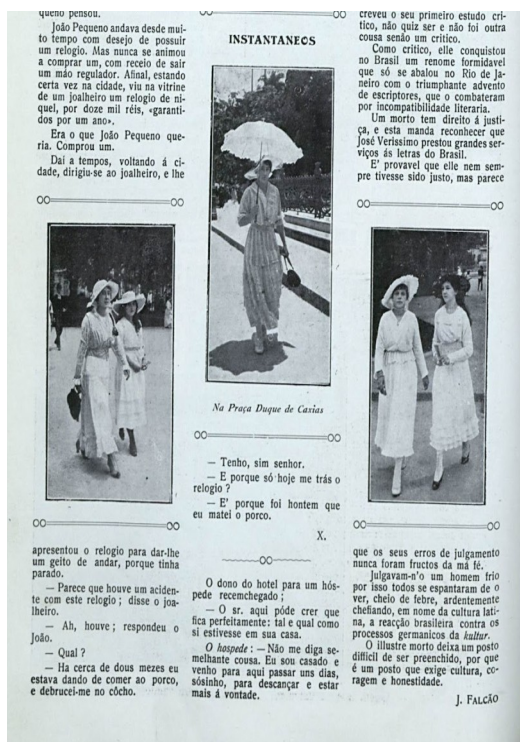 queno pensou.
João Pequeno andava desde mui-
to tempo com desejo de possuir
um relogio. Mas nunca se animou
a comprar um, com receio de sair
um máo regulador. Afinal, estando
certa vez na cidade, viu na vitrine
de um joalheiro um relogio de ni-
quel, por doze mil réis, «garanti-
dos por um ano».
Era o que João Pequeno que-
ria. Comprou um.
Dai a tempos, voltando á ci-
dade, dirigiu-se ao joalheiro, e lhe
apresentou o relogio para dar-lhe
um geito de andar, porque tinha
parado.
— Parece que houve um aciden-
te com este relogio; disse o joa-
lheiro.
— Ah, houve; respondeu o
João.
— Qual ?
— Ha cerca de dous mezes eu
estava dando de comer ao porco,
e debrucei-me no côcho.
INSTANTANEOS
Na Praça Duque de Caxias
— Tenho, sim senhor.
— E porque só hoje me trás o
relogio ?
— E' porque foi hontem que
eu matei o porco.
X.
O dono do hotel para um hós-
pede recemchegado ;
— O sr. aqui póde crer que
fica perfeitamente: tal e qual como
si estivesse em sua casa.
O hospede : — Não me diga se-
melhante cousa. Eu sou casado e
venho para aqui passar uns dias,
sósinho, para descançar e estar
mais á vontade.
creveu o seu primeiro estudo cri-
tico, não quiz ser e não foi outra
cousa senão um critico.
Como critico, elle conquistou
no Brasil um renome formidavel
que só se abalou no Rio de Ja-
neiro com o triumphante advento
de escriptores, que o combateram
por incompatibilidade literaria.
Um morto tem direito á justi-
ça, e esta manda reconhecer que
José Verissimo prestou grandes ser-
viços ás letras do Brasil.
E' provavel que elle nem sem-
pre tivesse sido justo, mas parece
que os seus erros de julgamento
nunca foram fructos da má fé.
Julgavam-n'o um homem frio
por isso todos se espantaram de o
ver, cheio de febre, ardentemente
chefiando, em nome da cultura lati-
na, a reacção brasileira contra os
processos germanicos da kultur.
O illustre morto deixa um posto
difficil de ser preenchido, por que
é um posto que exige cultura, co-
ragem e honestidade.
J. FALCÃO